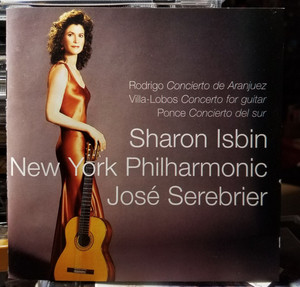 Rodrigo Concierto de Aranjuez
Villa-Lobos Concerto for guitar
Ponce Concierto del sur
Sharon Isbin
New York Philharmonic
José Serebrier